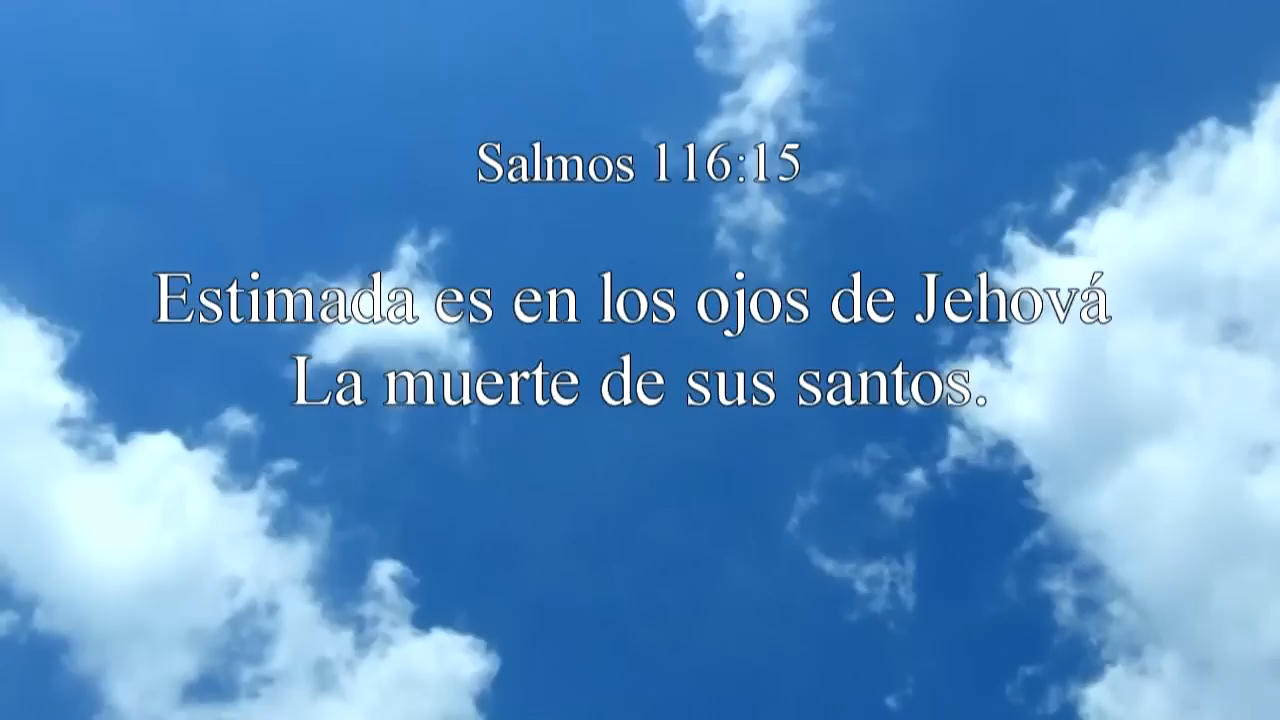 Salmos 116:15
Estimada es en los ojos de Jehová
La muerte de sus santos.